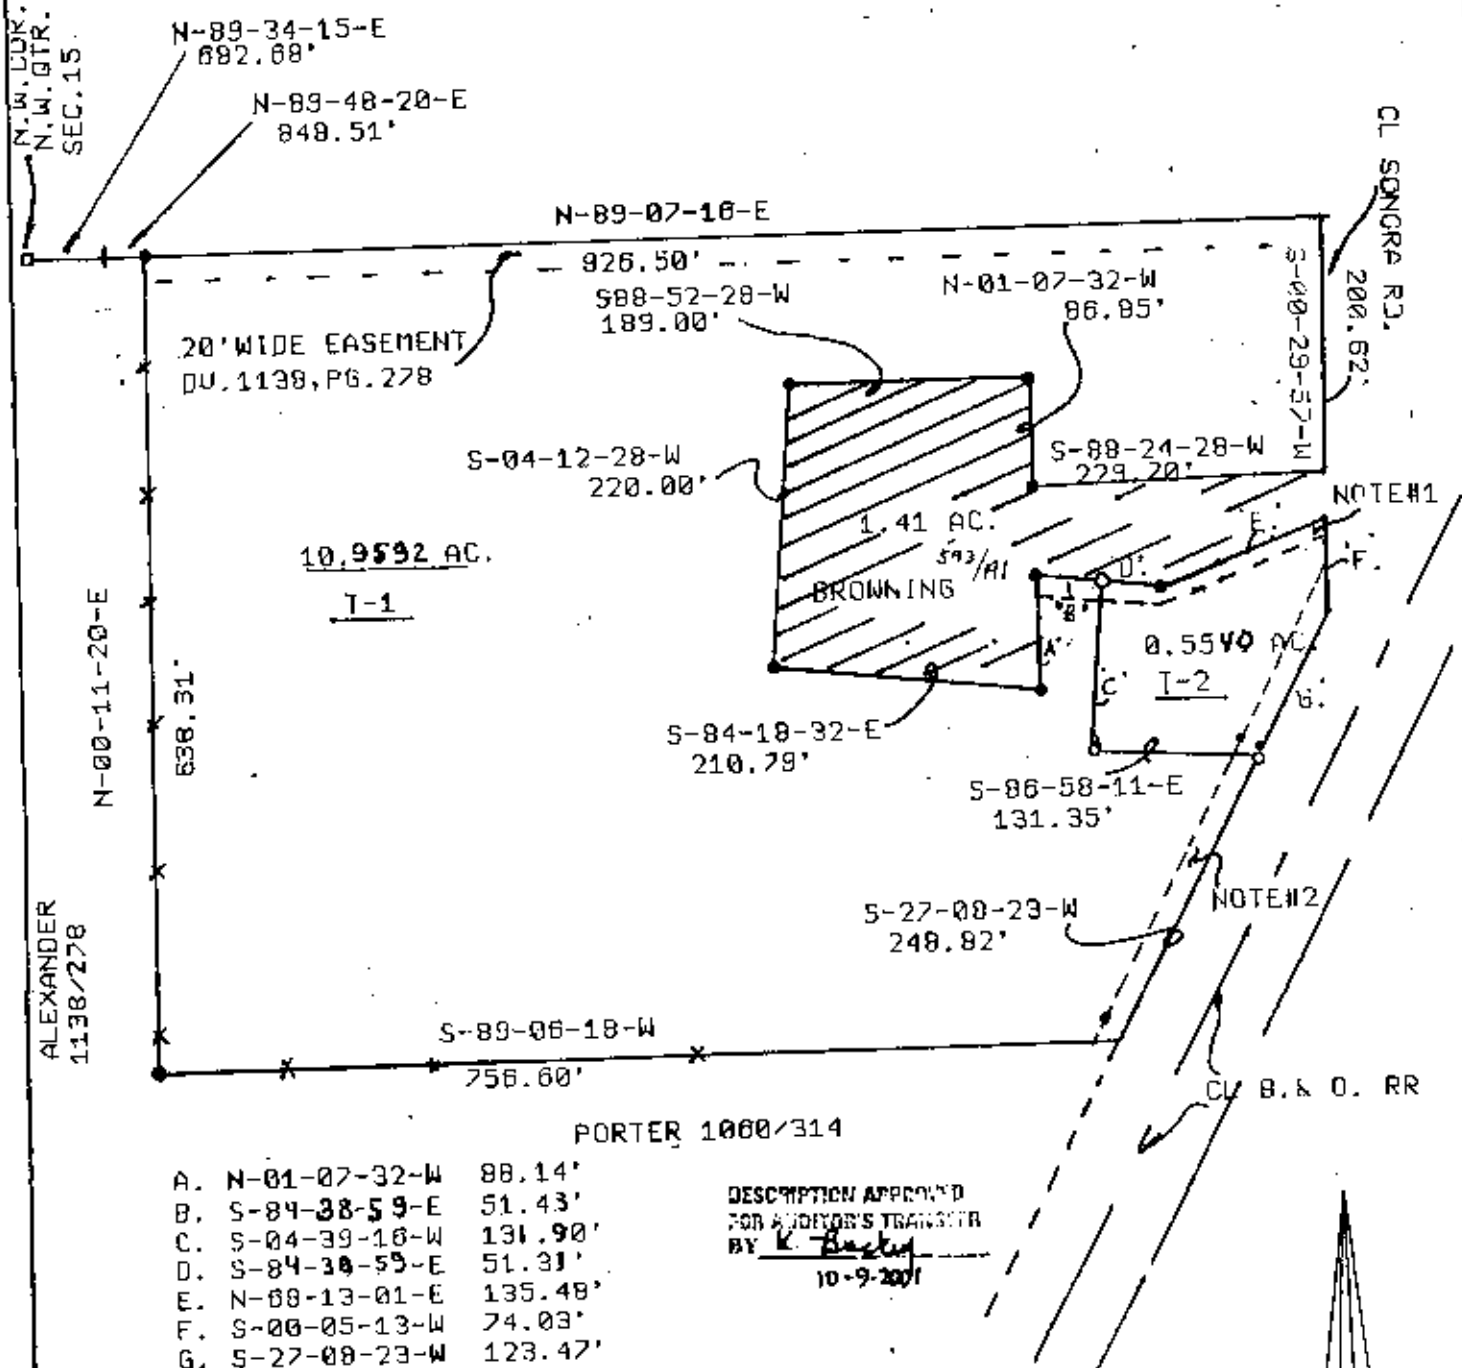 N.W. COR.
N.W. QTR.
SEC.15
N-89-34-15-E
692.68'
N-89-48-20-E
848.51'
CL SONORA RD.
N-89-07-16-E
926.50'
S-00-29-57-W
200.62'
20'WIDE EASEMENT
DV.1138,PG.278
S88-52-28-W
189.00'
N-01-07-32-W
86.85'
S-04-12-28-W
220.00'
S-88-24-28-W
229.20'
NOTE#1
1.41 AC.
593/A1
BROWNING
'E'
'D'
'F'
'B'
'A'
'C'
'G'
10.9592 AC.
T-1
0.5540 AC.
T-2
N-00-11-20-E
638.31'
S-84-18-32-E
210.79'
S-86-58-11-E
131.35'
S-27-08-23-W
248.82'
NOTE#2
ALEXANDER
1138/278
S-89-06-18-W
756.60'
CL B.& O. RR
PORTER 1060/314
A. N-01-07-32-W 88.14'
B. S-84-38-59-E 51.43'
C. S-04-39-16-W 131.90'
D. S-84-38-59-E 51.31'
E. N-68-13-01-E 135.48'
F. S-00-05-13-W 74.03'
G. S-27-08-23-W 123.47'
DESCRIPTION APPROVED
FOR AUDITOR'S TRANSFER
BY K.
10-9-2001